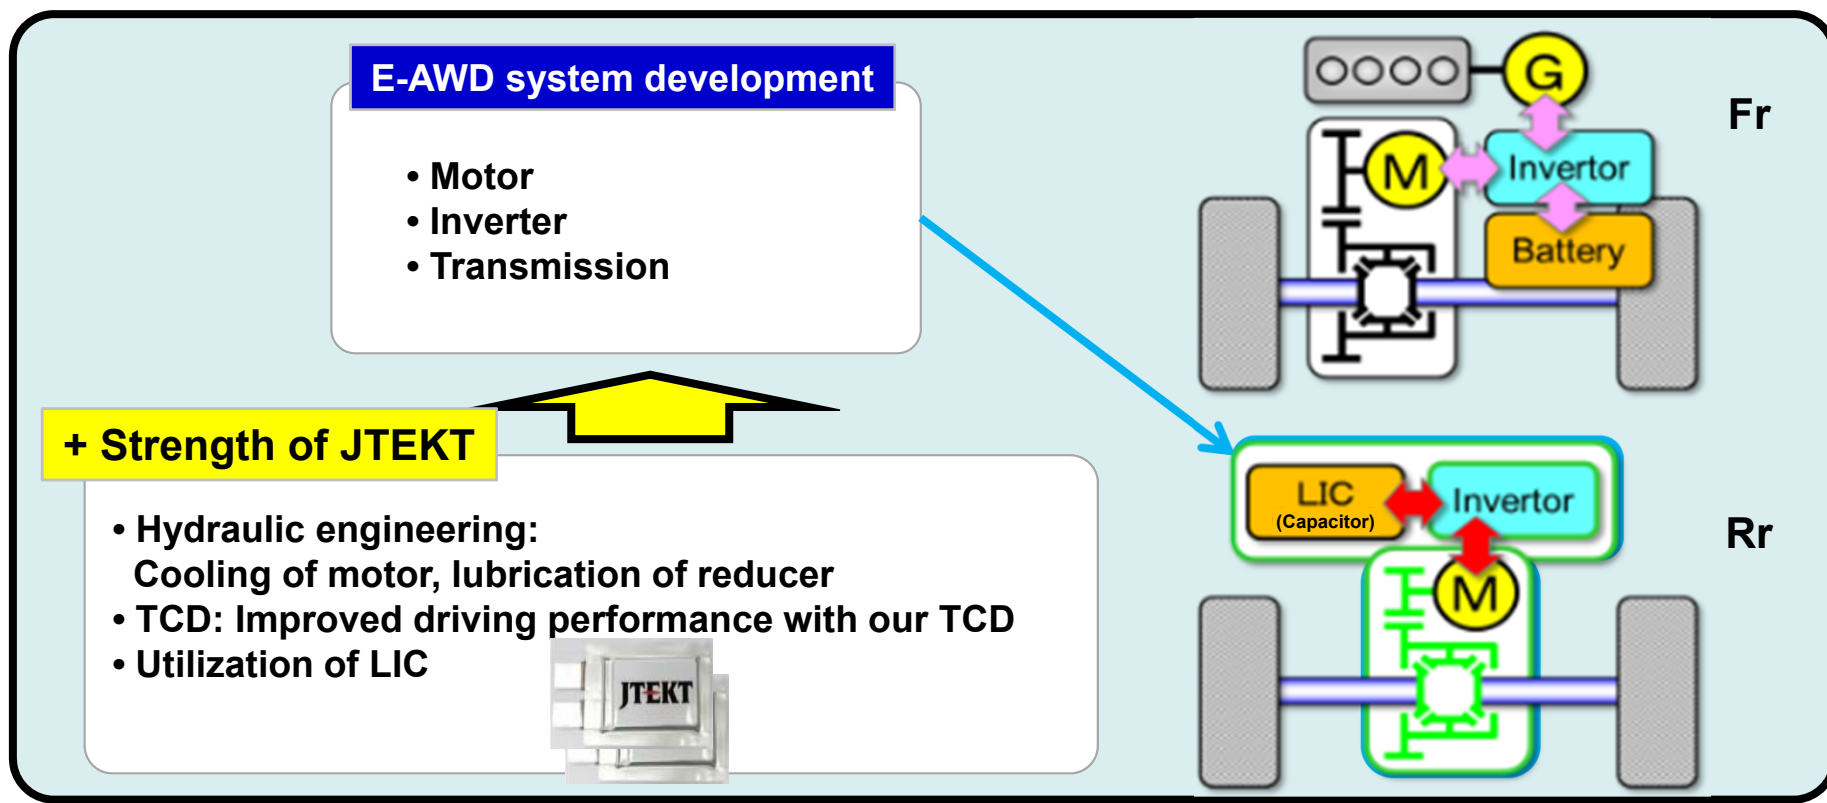 E-AWD system development
• Motor
• Inverter
• Transmission
+ Strength of JTEKT
• Hydraulic engineering:
Cooling of motor, lubrication of reducer
• TCD: Improved driving performance with our TCD
• Utilization of LIC
JTEKT
G
Fr
M
Invertor
Battery
LIC
(Capacitor)
Invertor
Rr
M